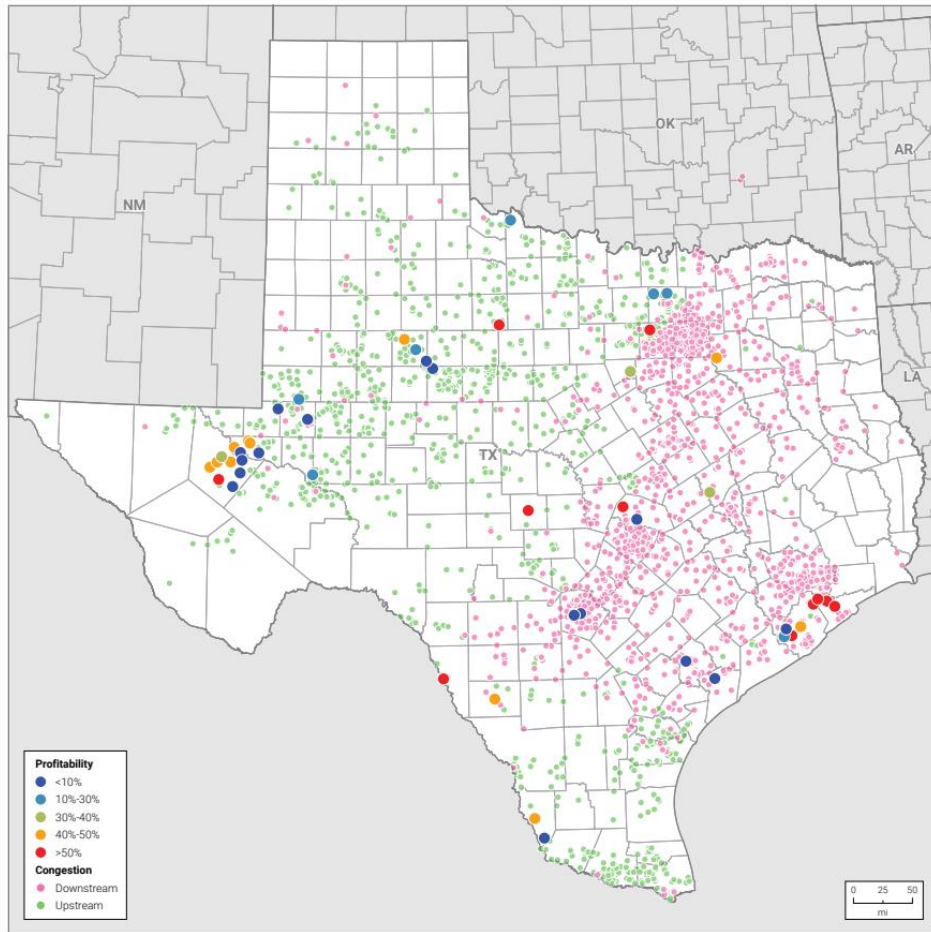 OK
AR
NM
LA
TX
Profitability
<10%
10%-30%
30%-40%
40%-50%
>50%
Congestion
Downstream
Upstream
0 25 50
mi